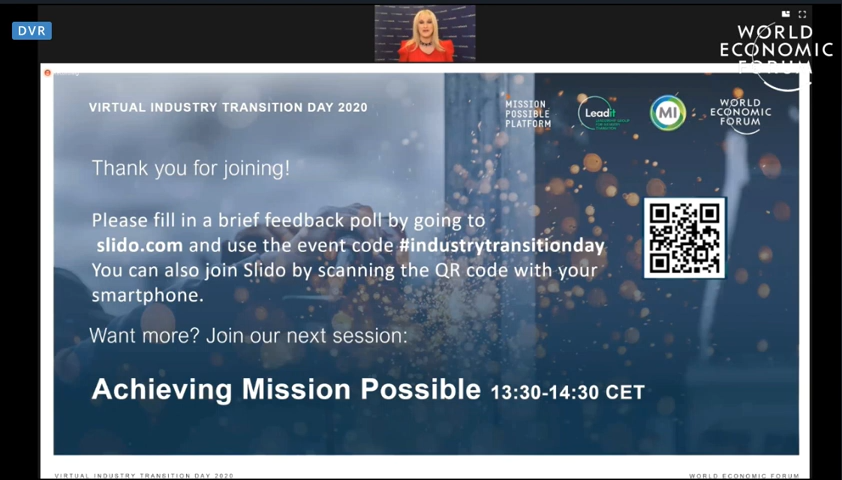 DVR
WORLD
ECONOMIC
FORUM
VIRTUAL INDUSTRY TRANSITION DAY 2020
MISSION
POSSIBLE
PLATFORM
Leadit
MI
WORLD
ECONOMIC
FORUM
Thank you for joining!
Please fill in a brief feedback poll by going to
slido.com and use the event code #industrytransitionday
You can also join Slido by scanning the QR code with your
smartphone.
Want more? Join our next session:
Achieving Mission Possible 13:30-14:30 CET
VIRTUAL INDUSTRY TRANSITION DAY 2020
WORLD ECONOMIC FORUM